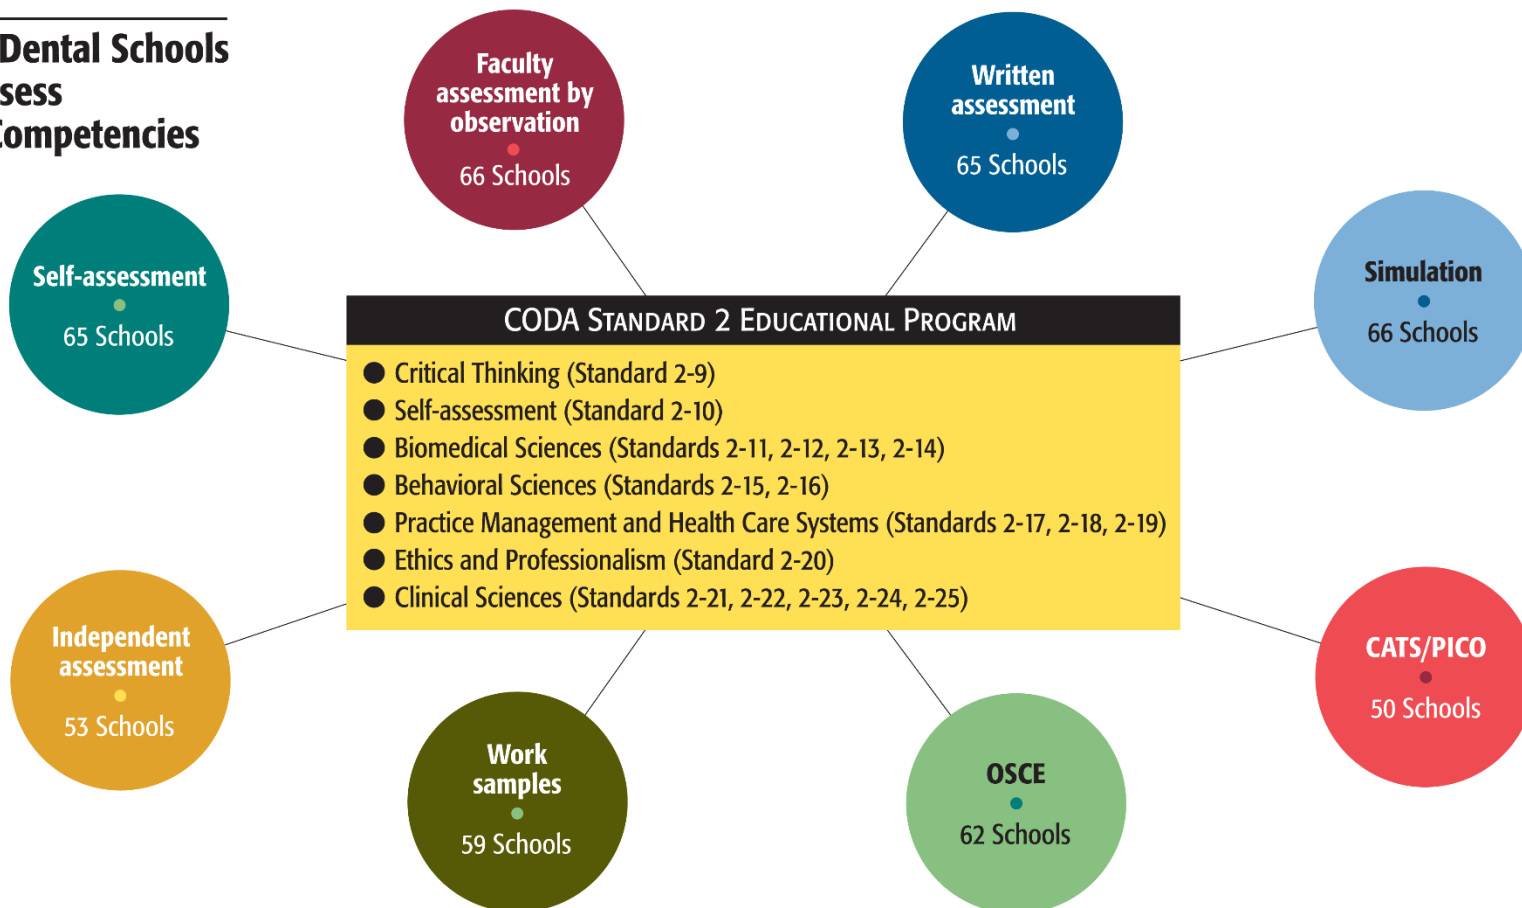 Dental Schools
sess
Competencies
Faculty
assessment by
observation
66 Schools
Written
assessment
65 Schools
Self-assessment
65 Schools
Simulation
66 Schools
CODA STANDARD 2 EDUCATIONAL PROGRAM
● Critical Thinking (Standard 2-9)
● Self-assessment (Standard 2-10)
● Biomedical Sciences (Standards 2-11, 2-12, 2-13, 2-14)
● Behavioral Sciences (Standards 2-15, 2-16)
● Practice Management and Health Care Systems (Standards 2-17, 2-18, 2-19)
● Ethics and Professionalism (Standard 2-20)
● Clinical Sciences (Standards 2-21, 2-22, 2-23, 2-24, 2-25)
Independent
assessment
53 Schools
CATS/PICO
50 Schools
Work
samples
59 Schools
OSCE
62 Schools